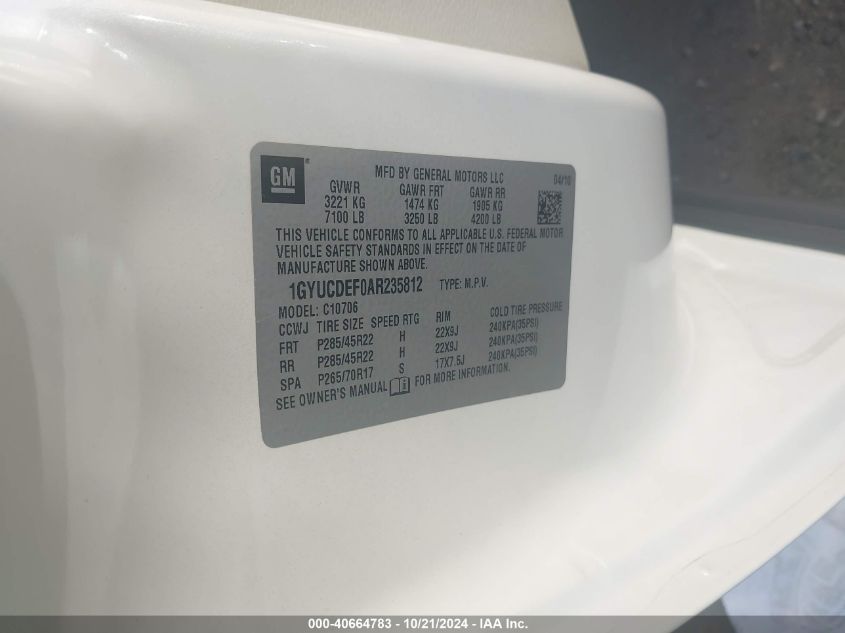 GM
MFD BY GENERAL MOTORS LLC 04/10
GVWR GAWR FRT GAWR RR
3221 KG 1474 KG 1905 KG
7100 LB 3250 LB 4200 LB
THIS VEHICLE CONFORMS TO ALL APPLICABLE U.S. FEDERAL MOTOR
VEHICLE SAFETY STANDARDS IN EFFECT ON THE DATE OF
MANUFACTURE SHOWN ABOVE.
1GYUCDEF0AR235812 TYPE: M.P.V.
MODEL: C10706
CCWJ TIRE SIZE SPEED RTG RIM COLD TIRE PRESSURE
FRT P285/45R22 H 22X9J 240KPA(35PSI)
RR P285/45R22 H 22X9J 240KPA(35PSI)
SPA P265/70R17 S 17X7.5J 240KPA(35PSI)
SEE OWNER'S MANUAL FOR MORE INFORMATION.
000-40664783 - 10/21/2024 - IAA Inc.